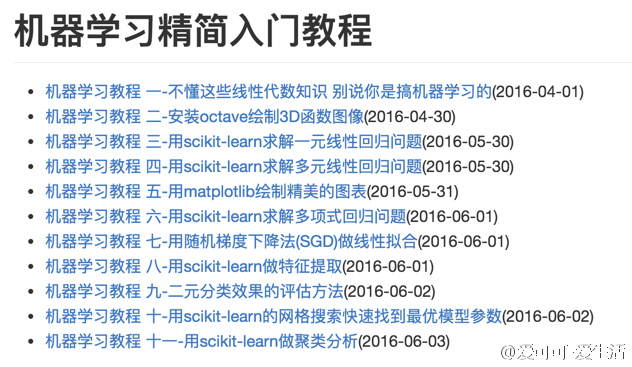 机器学习精简入门教程
机器学习教程 一-不懂这些线性代数知识 别说你是搞机器学习的(2016-04-01)
机器学习教程 二-安装octave绘制3D函数图像(2016-04-30)
机器学习教程 三-用scikit-learn求解一元线性回归问题(2016-05-30)
机器学习教程 四-用scikit-learn求解多元线性回归问题(2016-05-30)
机器学习教程 五-用matplotlib绘制精美的图表(2016-05-31)
机器学习教程 六-用scikit-learn求解多项式回归问题(2016-06-01)
机器学习教程 七-用随机梯度下降法(SGD)做线性拟合(2016-06-01)
机器学习教程 八-用scikit-learn做特征提取(2016-06-01)
机器学习教程 九-二元分类效果的评估方法(2016-06-02)
机器学习教程 十-用scikit-learn的网格搜索快速找到最优模型参数(2016-06-02)
机器学习教程 十一-用scikit-learn做聚类分析(2016-06-03)
@爱可可-爱生活